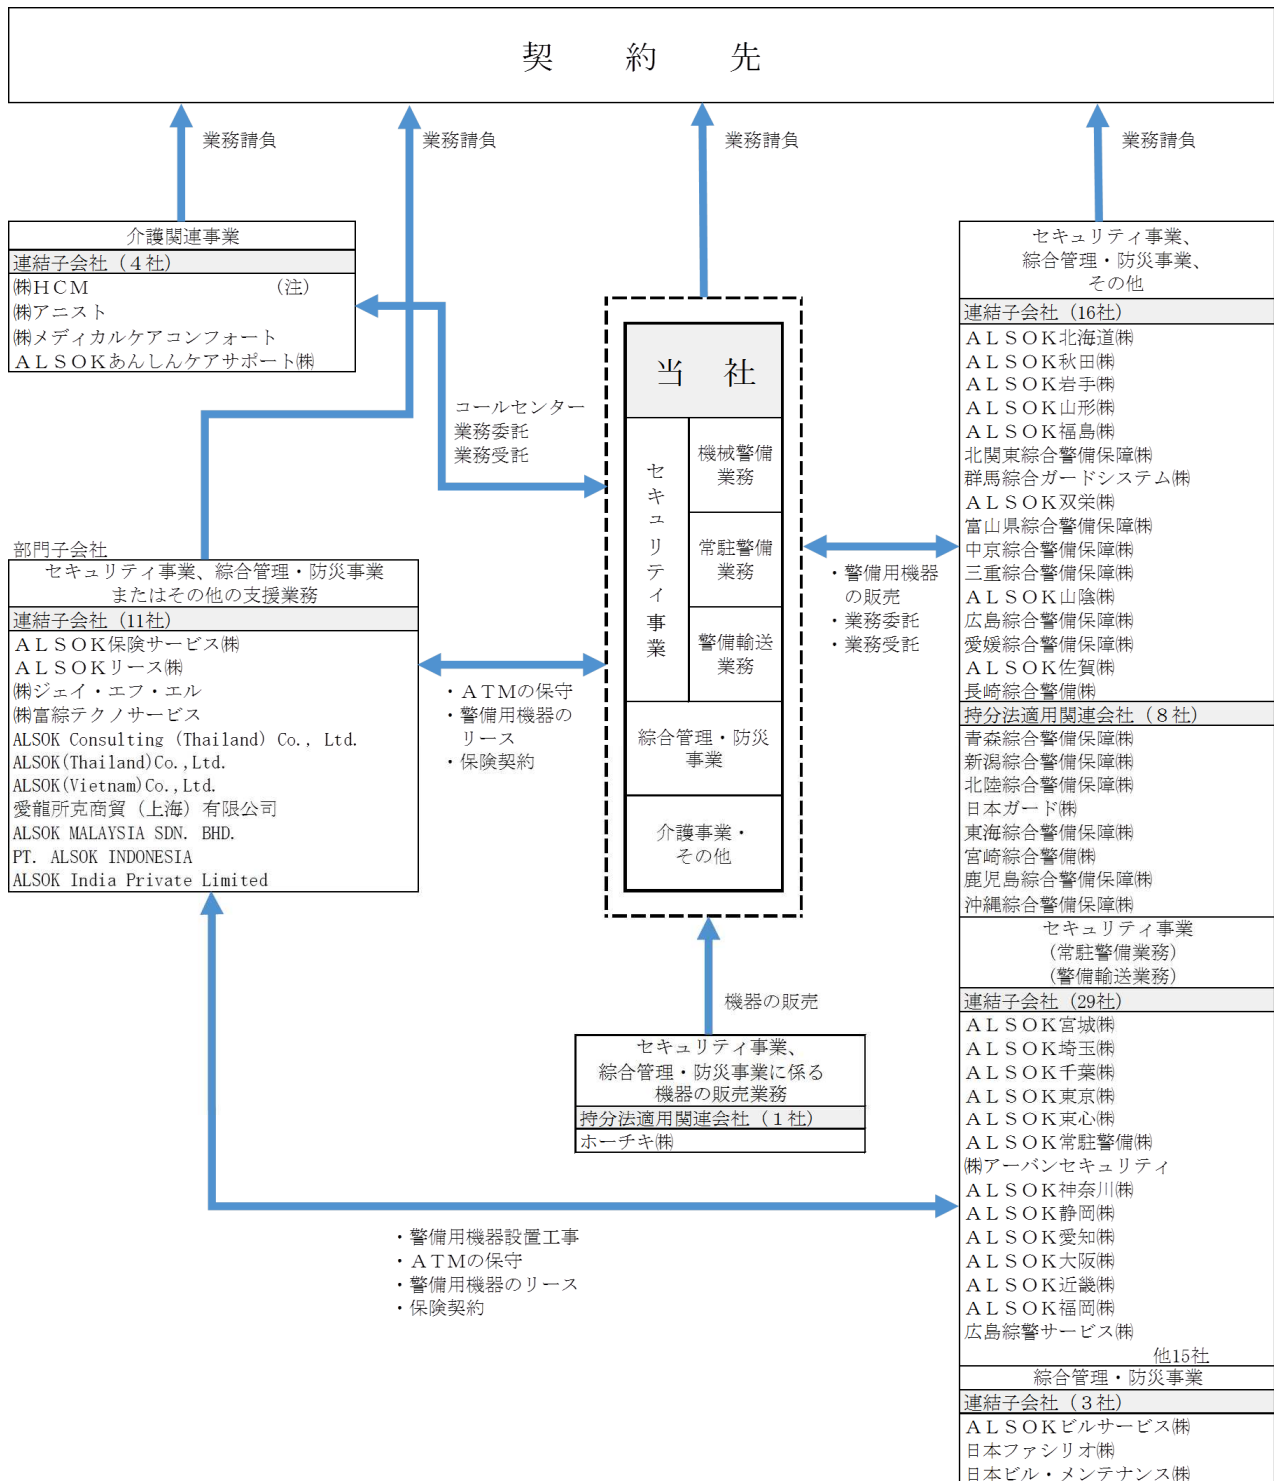 契　約　先
業務請負
業務請負
業務請負
業務請負
介護関連事業
連結子会社（４社）
㈱ＨＣＭ　（注）
㈱アニスト
㈱メディカルケアコンフォート
ＡＬＳＯＫあんしんケアサポート㈱
コールセンター
業務委託
業務受託
部門子会社
セキュリティ事業、綜合管理・防災事業
またはその他の支援業務
連結子会社（11社）
ＡＬＳＯＫ保険サービス㈱
ＡＬＳＯＫリース㈱
㈱ジェイ・エフ・エル
㈱富綜テクノサービス
ALSOK Consulting (Thailand) Co., Ltd.
ALSOK(Thailand)Co.,Ltd.
ALSOK(Vietnam)Co.,Ltd.
愛龍所克商貿（上海）有限公司
ALSOK MALAYSIA SDN. BHD.
PT. ALSOK INDONESIA
ALSOK India Private Limited
・ＡＴＭの保守
・警備用機器の
リース
・保険契約
当　社
セキュリティ事業
機械警備
業務
常駐警備
業務
警備輸送
業務
綜合管理・防災
事業
介護事業・
その他
・警備用機器
の販売
・業務委託
・業務受託
機器の販売
セキュリティ事業、
綜合管理・防災事業に係る
機器の販売業務
持分法適用関連会社（１社）
ホーチキ㈱
・警備用機器設置工事
・ＡＴＭの保守
・警備用機器のリース
・保険契約
セキュリティ事業、
綜合管理・防災事業、
その他
連結子会社（16社）
ＡＬＳＯＫ北海道㈱
ＡＬＳＯＫ秋田㈱
ＡＬＳＯＫ岩手㈱
ＡＬＳＯＫ山形㈱
ＡＬＳＯＫ福島㈱
北関東綜合警備保障㈱
群馬綜合ガードシステム㈱
ＡＬＳＯＫ双栄㈱
富山県綜合警備保障㈱
中京綜合警備保障㈱
三重綜合警備保障㈱
ＡＬＳＯＫ山陰㈱
広島綜合警備保障㈱
愛媛綜合警備保障㈱
ＡＬＳＯＫ佐賀㈱
長崎綜合警備㈱
持分法適用関連会社（８社）
青森綜合警備保障㈱
新潟綜合警備保障㈱
北陸綜合警備保障㈱
日本ガード㈱
東海綜合警備保障㈱
宮崎綜合警備㈱
鹿児島綜合警備保障㈱
沖縄綜合警備保障㈱
セキュリティ事業
（常駐警備業務）
（警備輸送業務）
連結子会社（29社）
ＡＬＳＯＫ宮城㈱
ＡＬＳＯＫ埼玉㈱
ＡＬＳＯＫ千葉㈱
ＡＬＳＯＫ東京㈱
ＡＬＳＯＫ東心㈱
ＡＬＳＯＫ常駐警備㈱
㈱アーバンセキュリティ
ＡＬＳＯＫ神奈川㈱
ＡＬＳＯＫ静岡㈱
ＡＬＳＯＫ愛知㈱
ＡＬＳＯＫ大阪㈱
ＡＬＳＯＫ近畿㈱
ＡＬＳＯＫ福岡㈱
広島綜警サービス㈱
他15社
綜合管理・防災事業
連結子会社（３社）
ＡＬＳＯＫビルサービス㈱
日本ファシリオ㈱
日本ビル・メンテナンス㈱